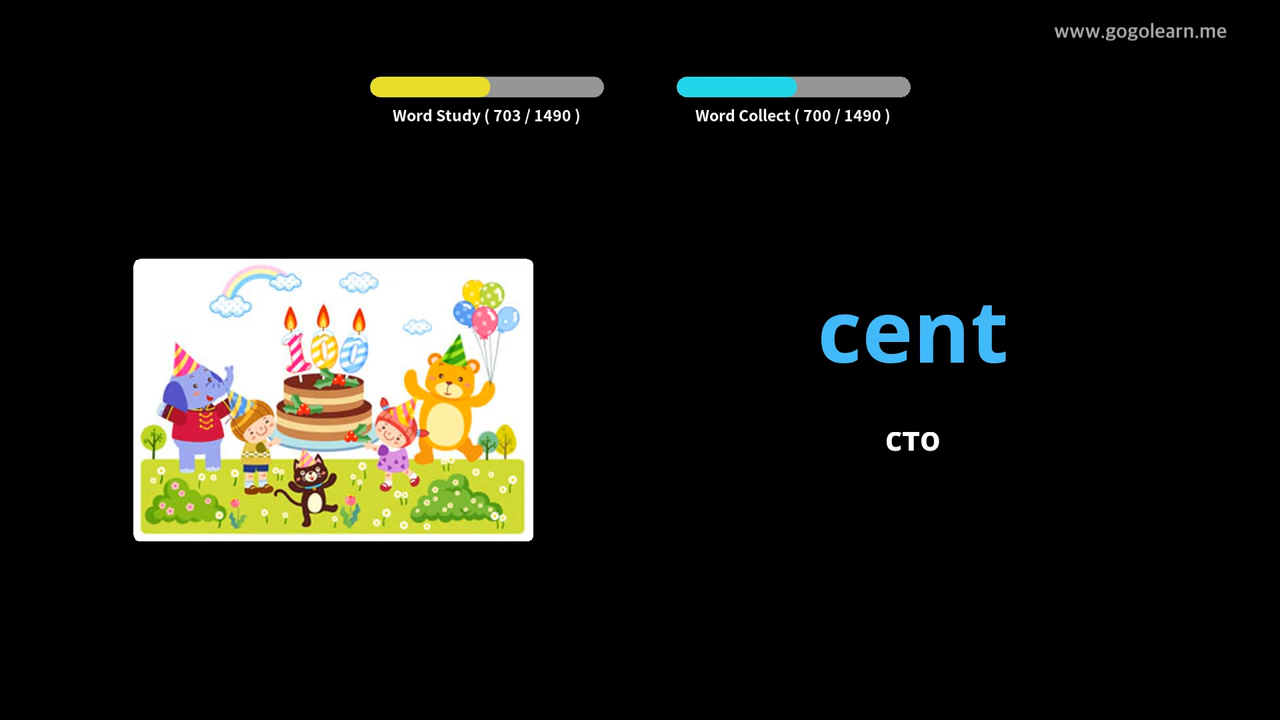 www.gogolearn.me
Word Study ( 703 / 1490 )
Word Collect ( 700 / 1490 )
100
cent
сто